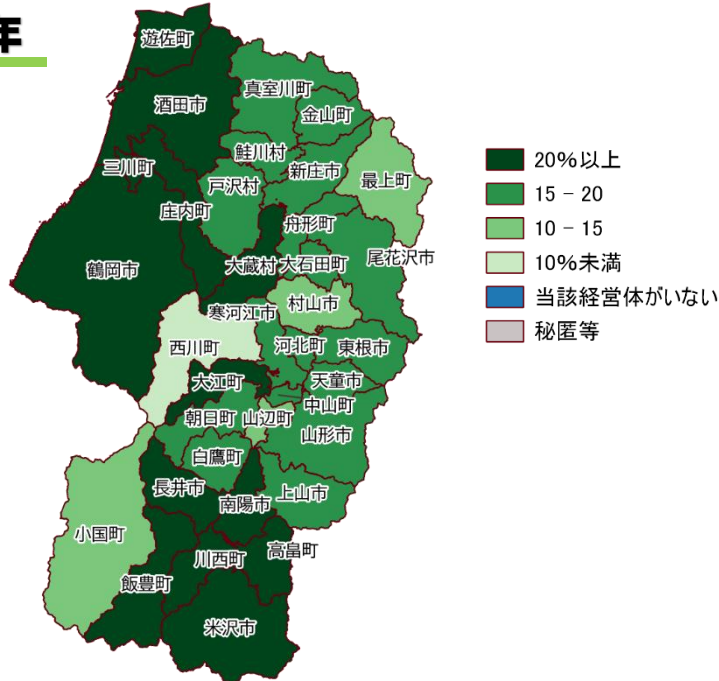 年
遊佐町
酒田市
真室川町
金山町
鮭川村
三川町
戸沢村
新庄市
最上町
庄内町
舟形町
鶴岡市
大蔵村
大石田町
尾花沢市
村山市
寒河江市
西川町
河北町
東根市
大江町
天童市
中山町
朝日町
山辺町
山形市
白鷹町
長井市
南陽市
上山市
小国町
川西町
高畠町
飯豊町
米沢市
20%以上
15 - 20
10 - 15
10%未満
当該経営体がいない
秘匿等